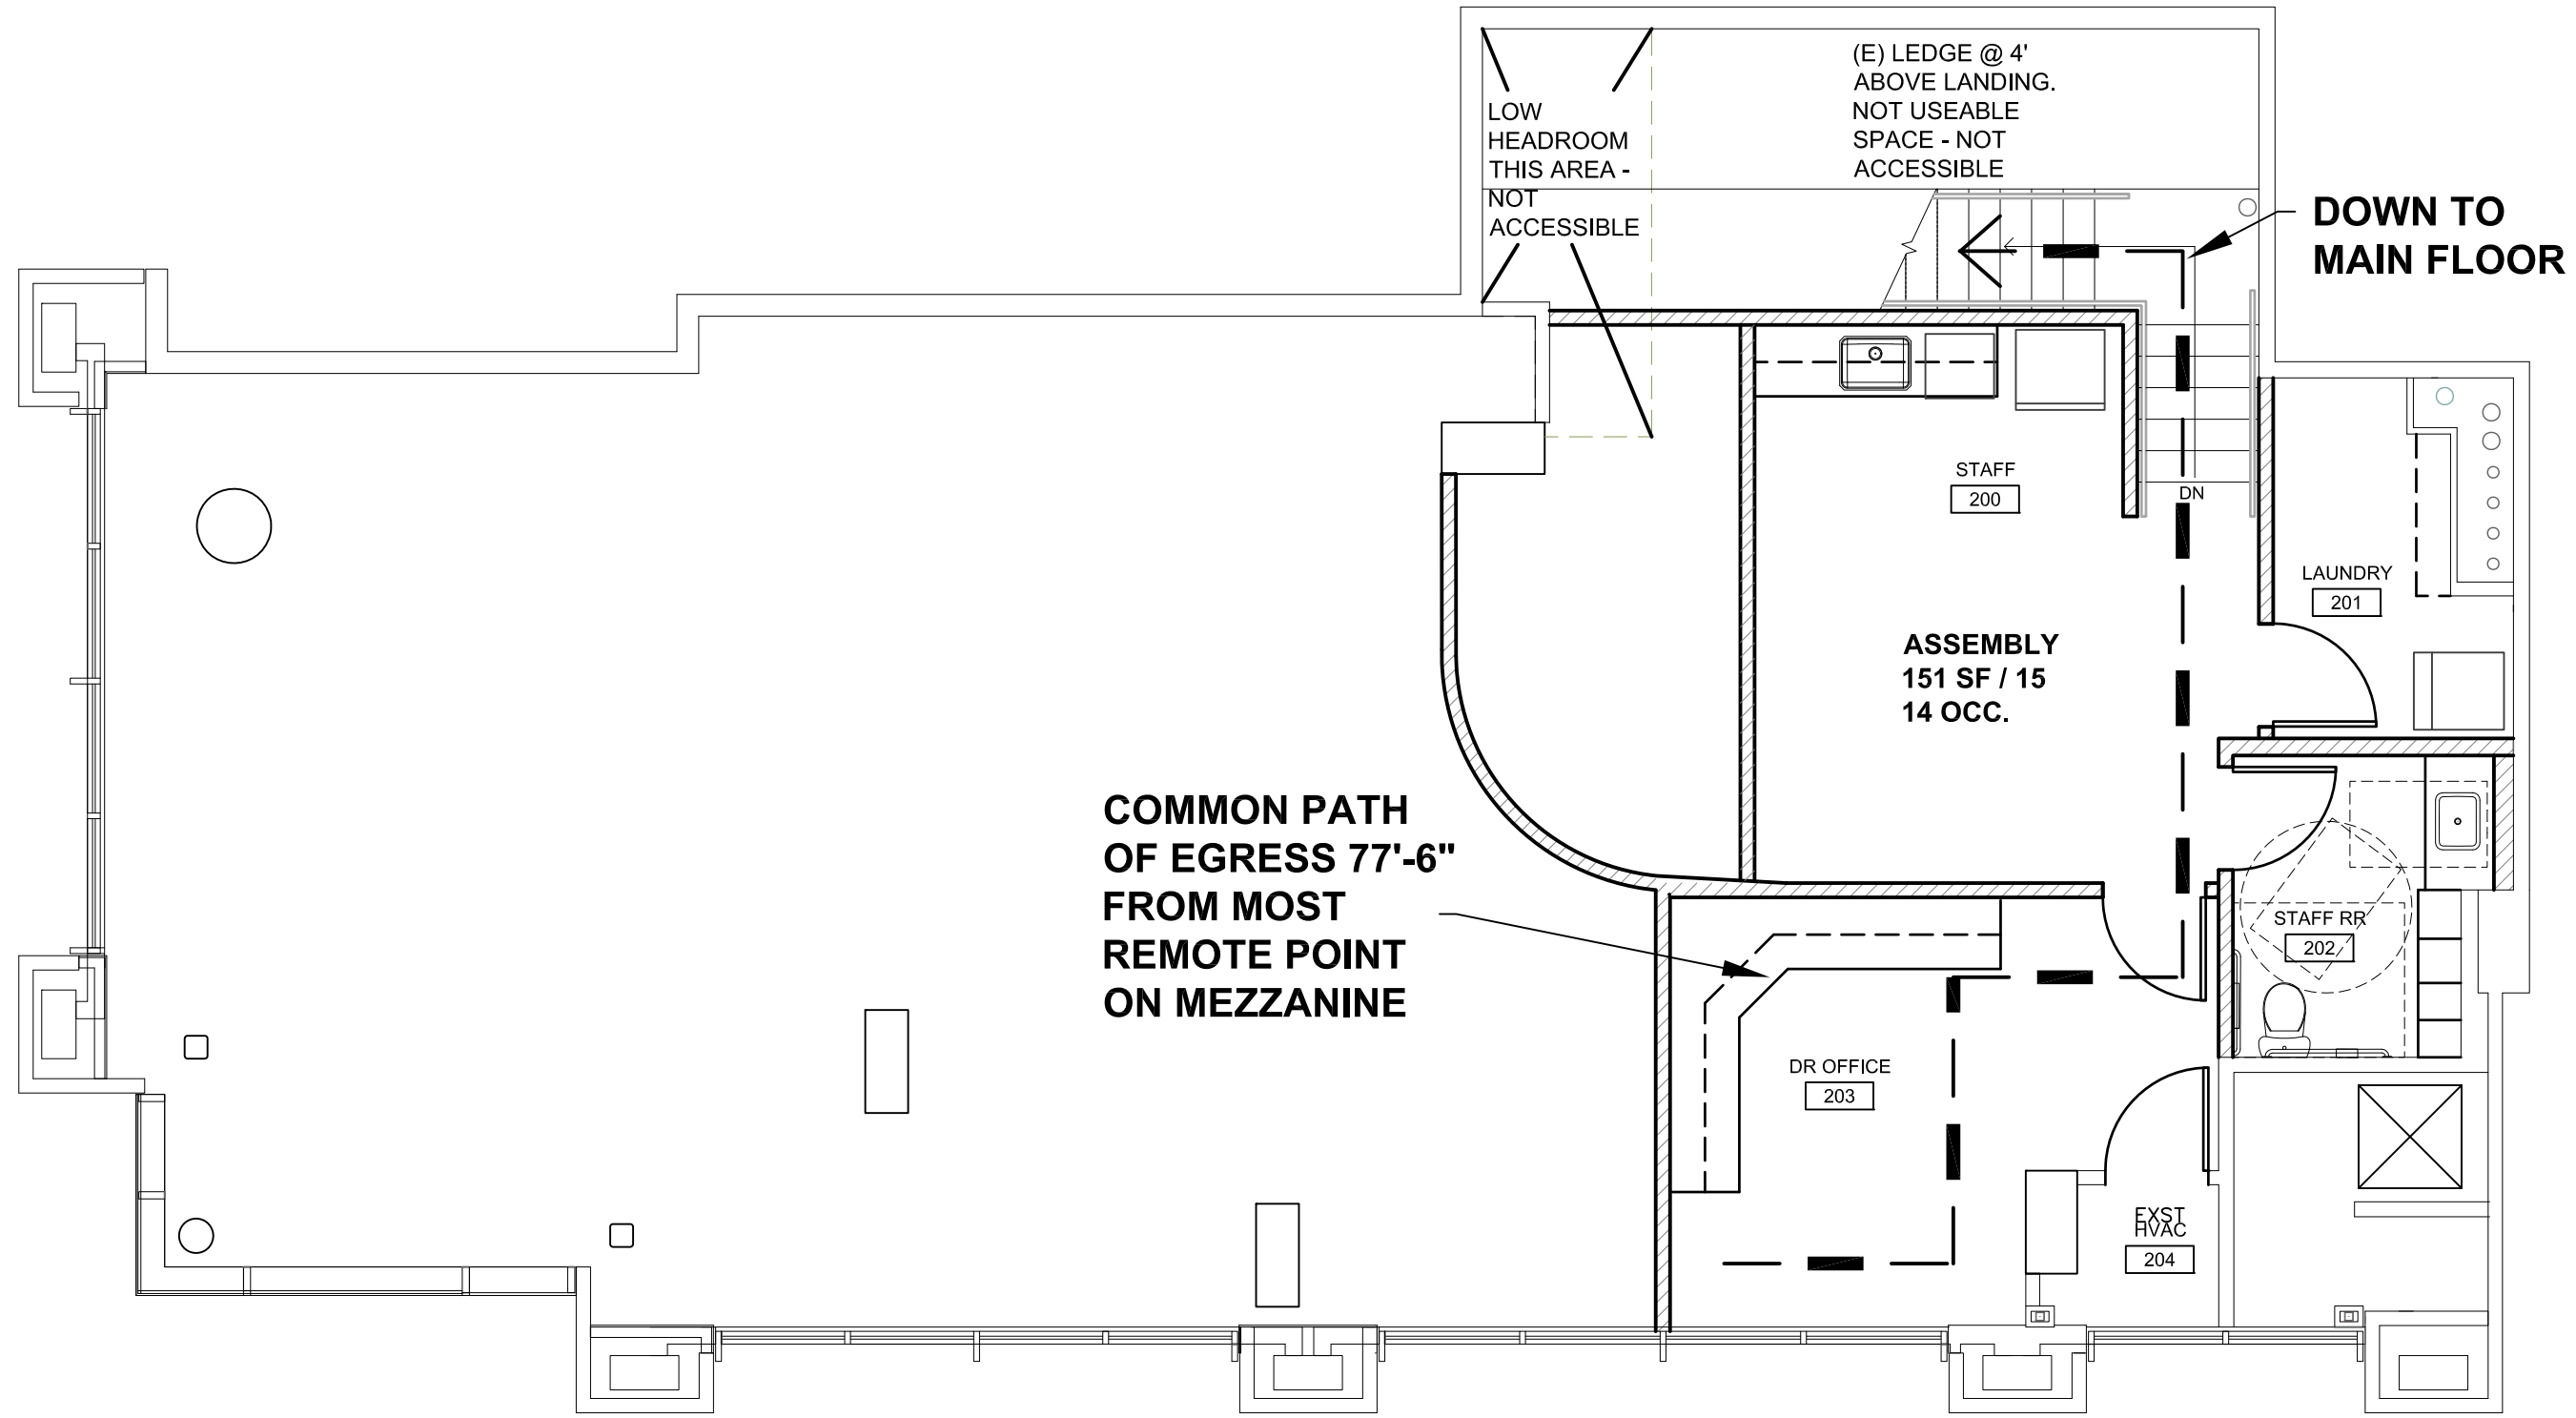 (E) LEDGE @ 4'
ABOVE LANDING.
NOT USEABLE
SPACE - NOT
ACCESSIBLE
LOW
HEADROOM
THIS AREA -
NOT
ACCESSIBLE
DOWN TO
MAIN FLOOR
STAFF
200
DN
LAUNDRY
201
ASSEMBLY
151 SF / 15
14 OCC.
COMMON PATH
OF EGRESS 77'-6"
FROM MOST
REMOTE POINT
ON MEZZANINE
STAFF RR
202
DR OFFICE
203
EXST
HVAC
204